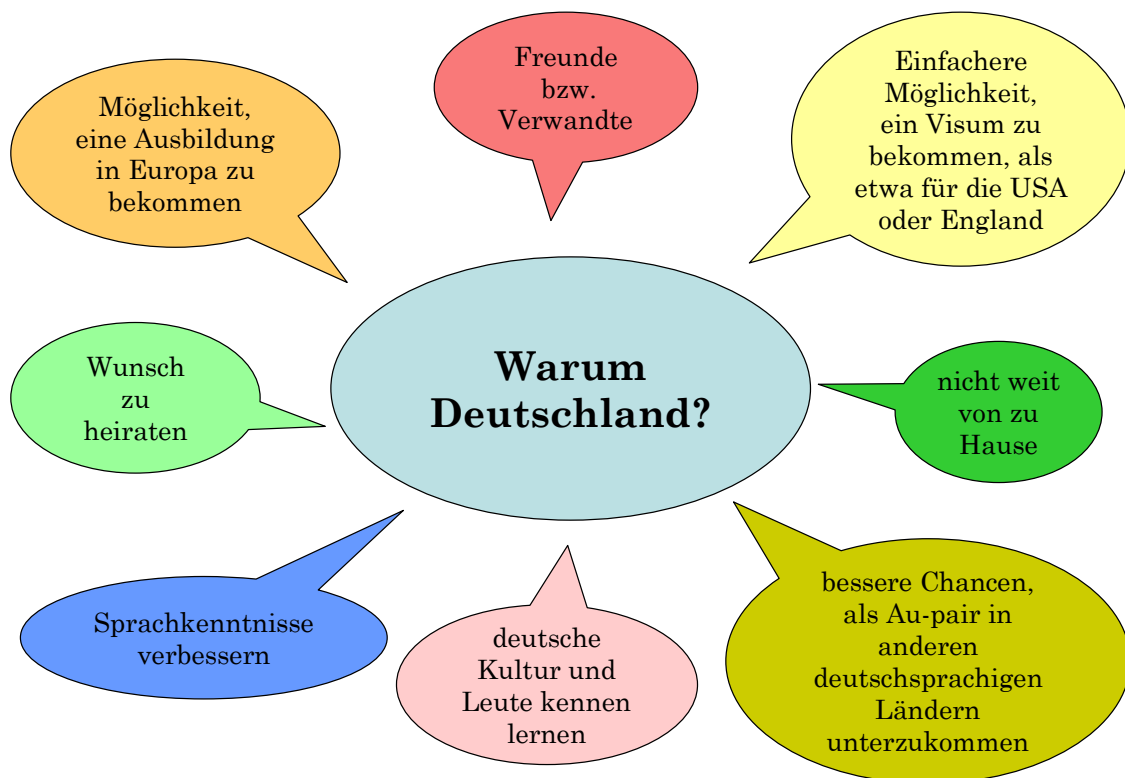 Möglichkeit,
eine Ausbildung
in Europa zu
bekommen
Freunde
bzw.
Verwandte
Einfachere
Möglichkeit,
ein Visum zu
bekommen, als
etwa für die USA
oder England
Wunsch
zu
heiraten
Warum
Deutschland?
nicht weit
von zu
Hause
Sprachkenntnisse
verbessern
deutsche
Kultur und
Leute kennen
lernen
bessere Chancen,
als Au-pair in
anderen
deutschsprachigen
Ländern
unterzukommen